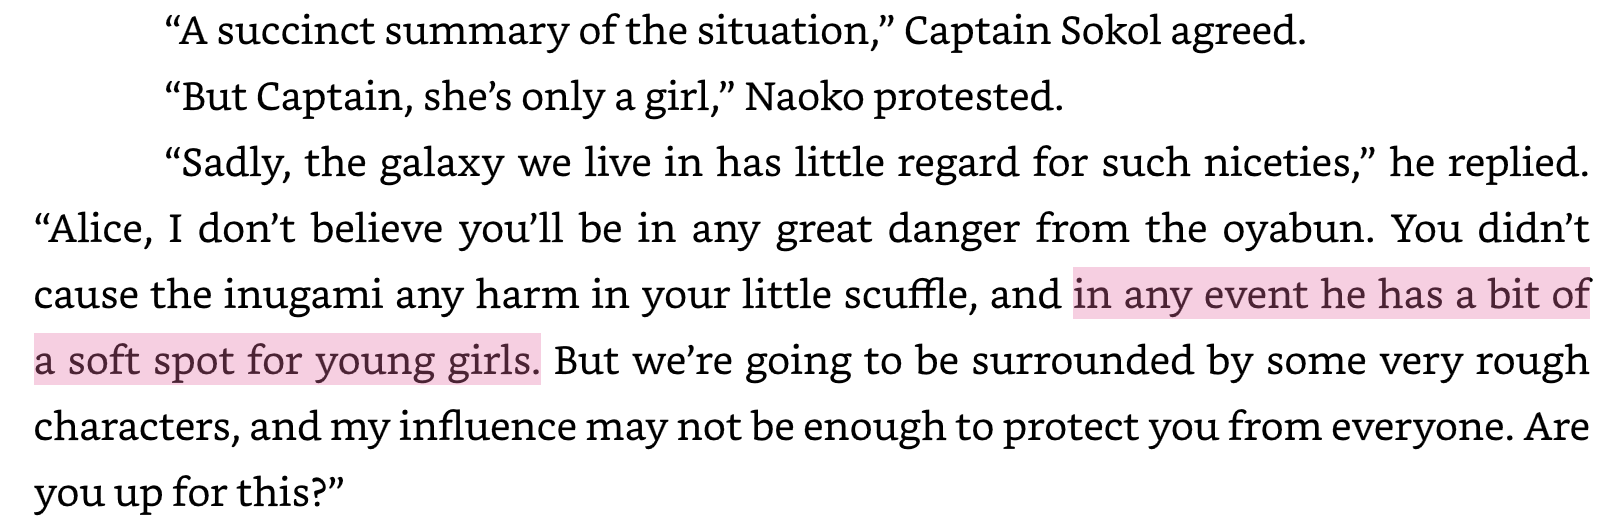 “A succinct summary of the situation,” Captain Sokol agreed.
“But Captain, she’s only a girl,” Naoko protested.
“Sadly, the galaxy we live in has little regard for such niceties,” he replied.
“Alice, I don’t believe you’ll be in any great danger from the oyabun. You didn’t
cause the inugami any harm in your little scuffle, and in any event he has a bit of
a soft spot for young girls. But we’re going to be surrounded by some very rough
characters, and my influence may not be enough to protect you from everyone. Are
you up for this?”